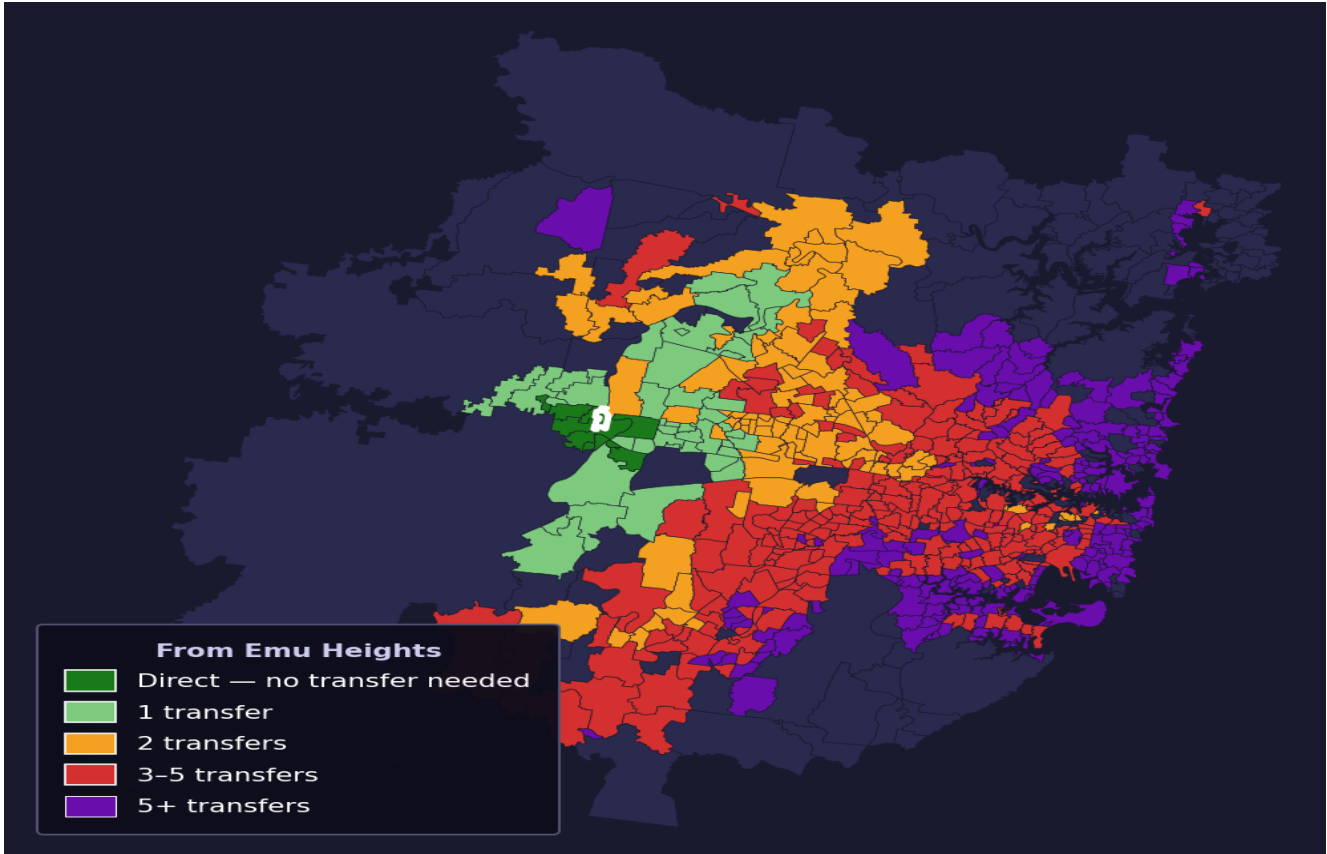 From Emu Heights
Direct — no transfer needed
1 transfer
2 transfers
3–5 transfers
5+ transfers